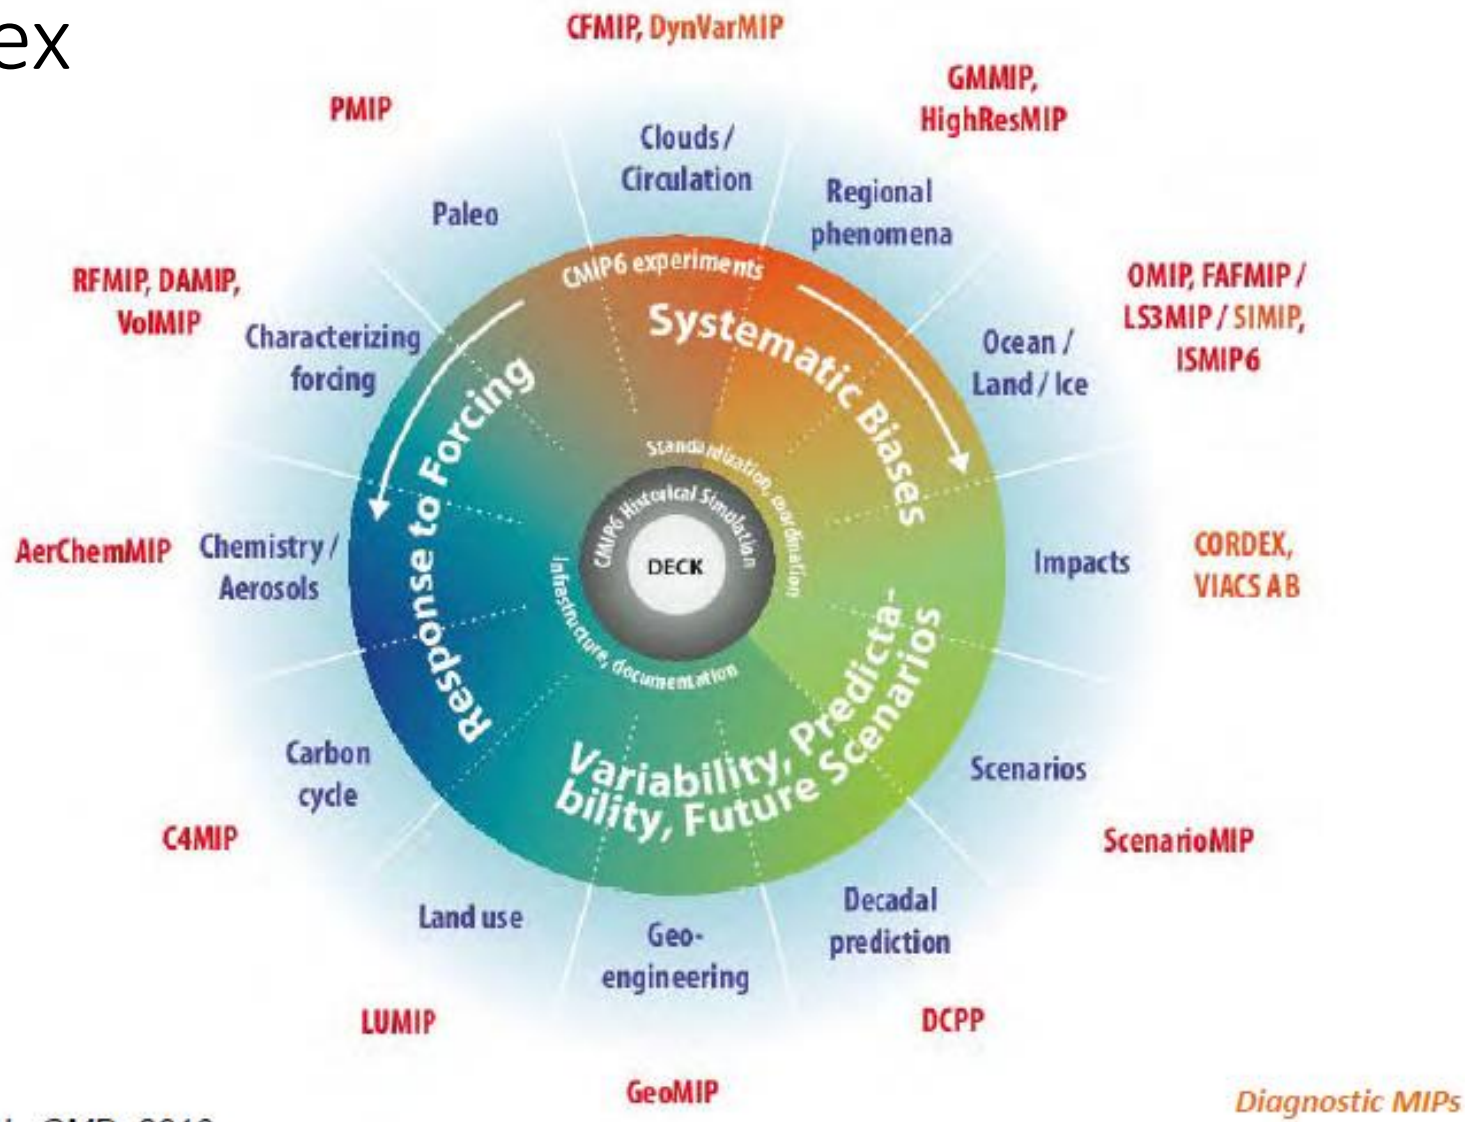 ex
CFMIP, DynVarMIP
GMMIP,
HighResMIP
PMIP
Clouds /
Circulation
Regional
phenomena
Paleo
RFMIP, DAMIP,
VolMIP
OMIP, FAFMIP /
LS3MIP / SIMIP,
ISMIP6
Characterizing
forcing
Ocean /
Land / Ice
CMIP6 experiments
Systematic Biases
Response to Forcing
Variability, Predicta-
bility, Future Scenarios
Standardization, coordination
Infrastructure, documentation
CMIP6 Historical Simulation
DECK
AerChemMIP
Chemistry /
Aerosols
Impacts
CORDEX,
VIACS AB
Carbon
cycle
Scenarios
C4MIP
ScenarioMIP
Land use
Geo-
engineering
Decadal
prediction
LUMIP
DCPP
GeoMIP
Diagnostic MIPs